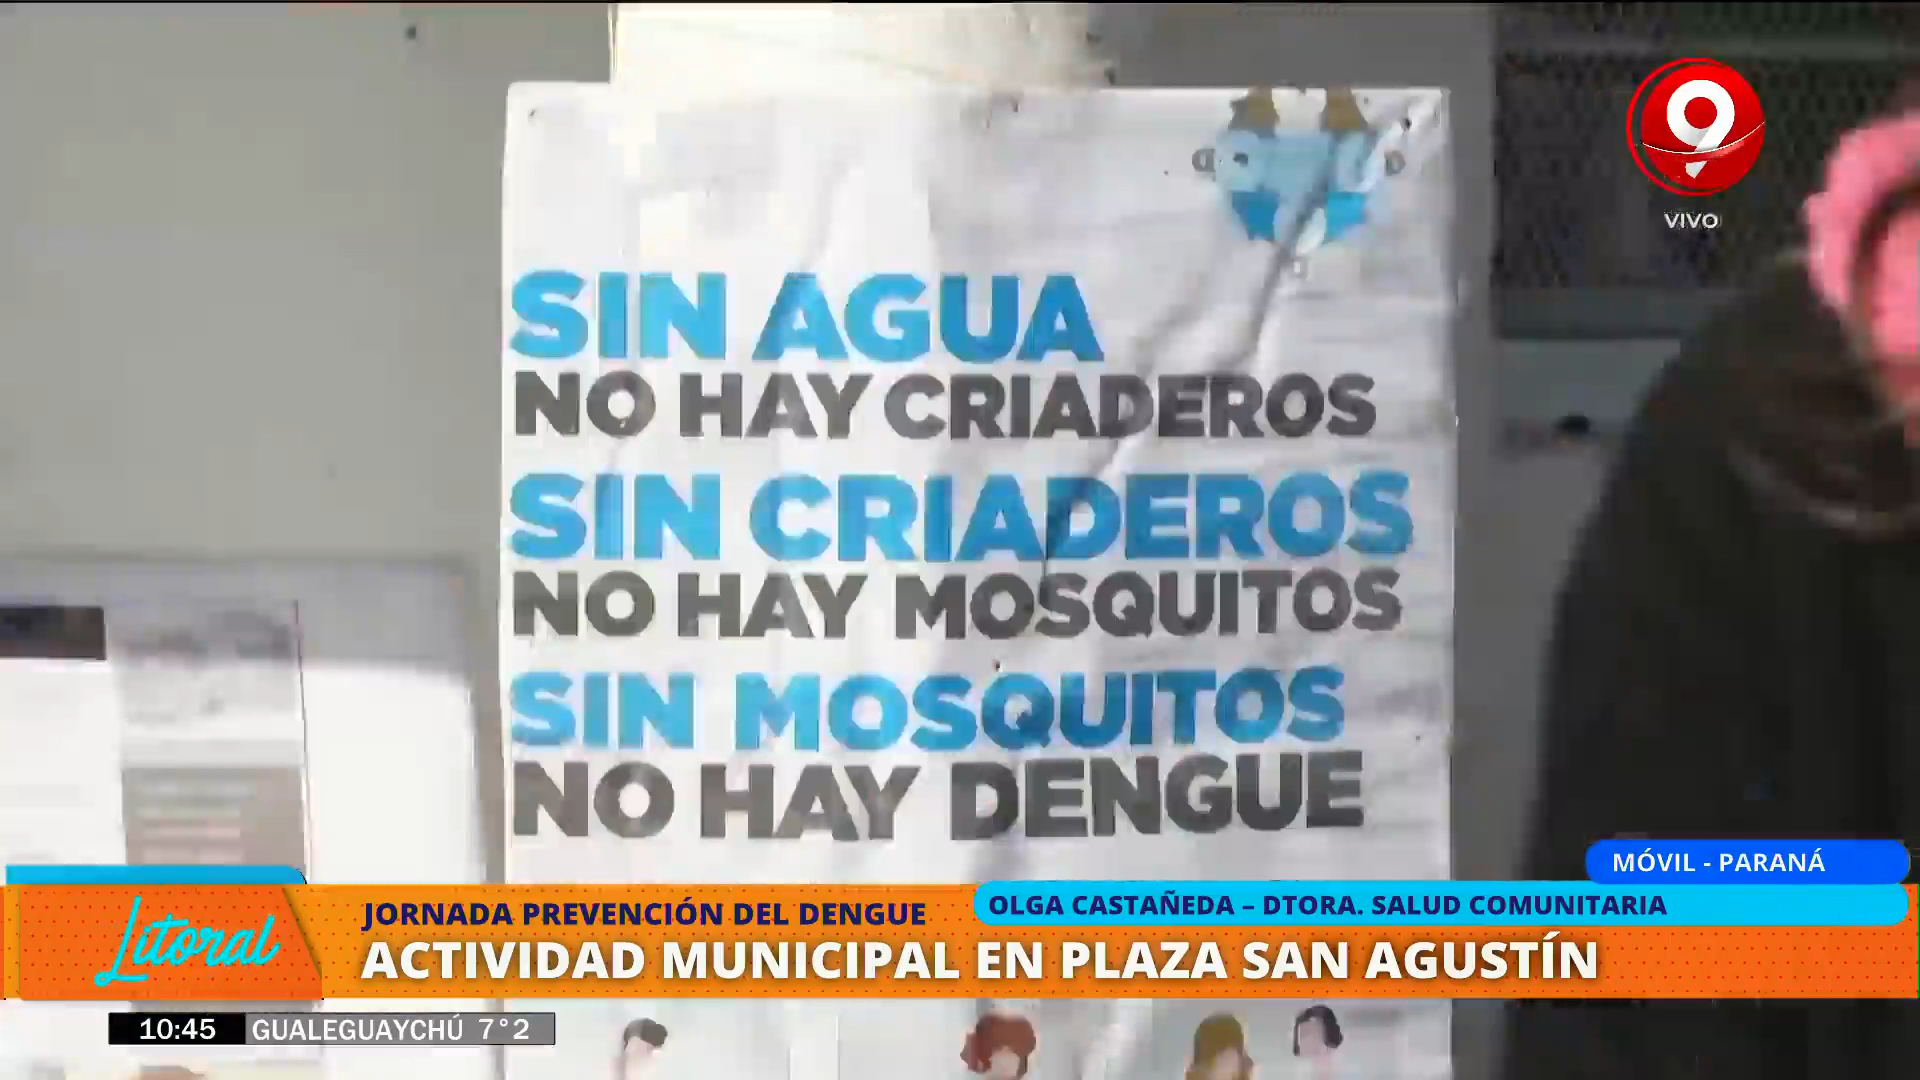 9
VIVO
SIN AGUA
NO HAY CRIADEROS
SIN CRIADEROS
NO HAY MOSQUITOS
SIN MOSQUITOS
NO HAY DENGUE
MÓVIL - PARANÁ
JORNADA PREVENCIÓN DEL DENGUE
OLGA CASTAÑEDA – DTORA. SALUD COMUNITARIA
Litoral
ACTIVIDAD MUNICIPAL EN PLAZA SAN AGUSTÍN
10:45 GUALEGUAYCHÚ 7°2